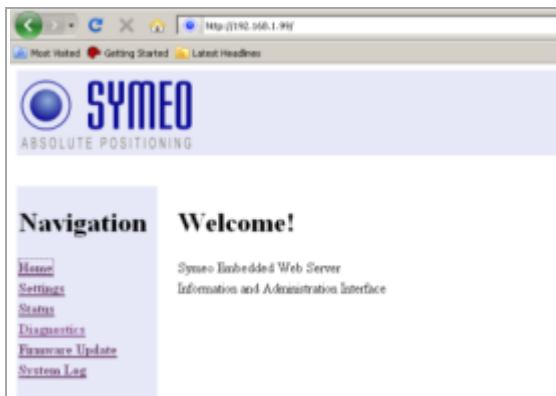 http://192.168.1.99/
Most Visited Getting Started Latest Headlines
SYMEO
ABSOLUTE POSITIONING
Navigation
Home
Settings
Status
Diagnostics
Firmware Update
System Log
Welcome!
Symeo Embedded Web Server
Information and Administration Interface